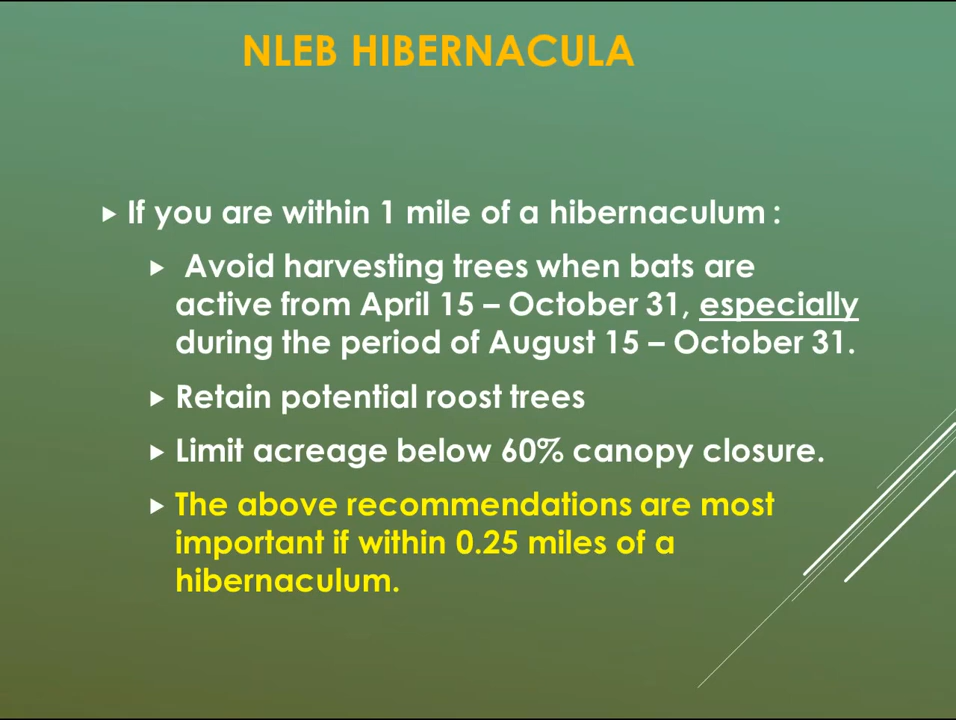 NLEB HIBERNACULA
If you are within 1 mile of a hibernaculum :
Avoid harvesting trees when bats are
active from April 15 – October 31, especially
during the period of August 15 – October 31.
Retain potential roost trees
Limit acreage below 60% canopy closure.
The above recommendations are most
important if within 0.25 miles of a
hibernaculum.